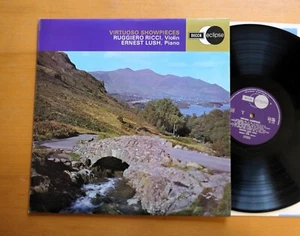 VIRTUOSO SHOWPIECES
RUGGIERO RICCI, Violin
ERNEST LUSH, Piano
DECCA eclipse